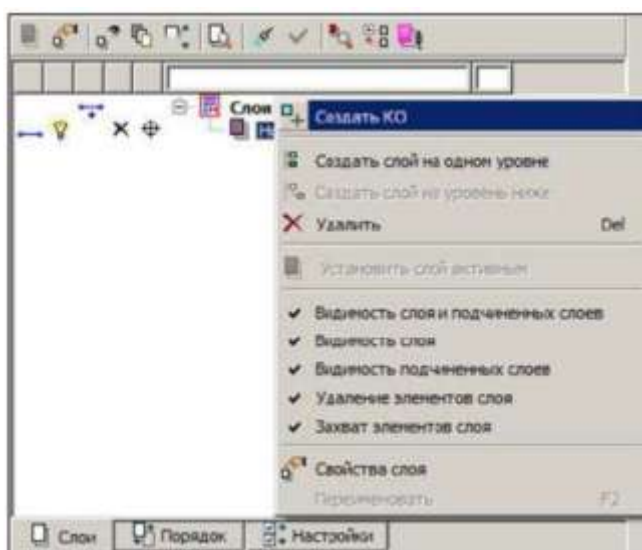 Слои
Создать КО
Создать слой на одном уровне
Создать слой на уровень ниже
Удалить Del
Установить слой активным
Видимость слоя и подчиненных слоев
Видимость слоя
Видимость подчиненных слоев
Удаление элементов слоя
Захват элементов слоя
Свойства слоя
Переименовать F2
Слои Порядок Настройки